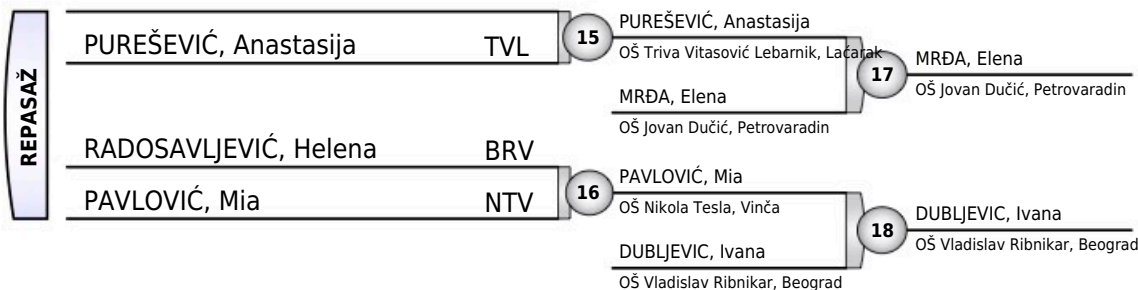 REPASAŽ
PUREŠEVIĆ, Anastasija TVL
RADOSAVLJEVIĆ, Helena BRV
PAVLOVIĆ, Mia NTV
15
PUREŠEVIĆ, Anastasija
OŠ Triva Vitasović Lebarnik, Laćarak
MRĐA, Elena
OŠ Jovan Dučić, Petrovaradin
16
PAVLOVIĆ, Mia
OŠ Nikola Tesla, Vinča
DUBLJEVIC, Ivana
OŠ Vladislav Ribnikar, Beograd
17
MRĐA, Elena
OŠ Jovan Dučić, Petrovaradin
18
DUBLJEVIC, Ivana
OŠ Vladislav Ribnikar, Beograd